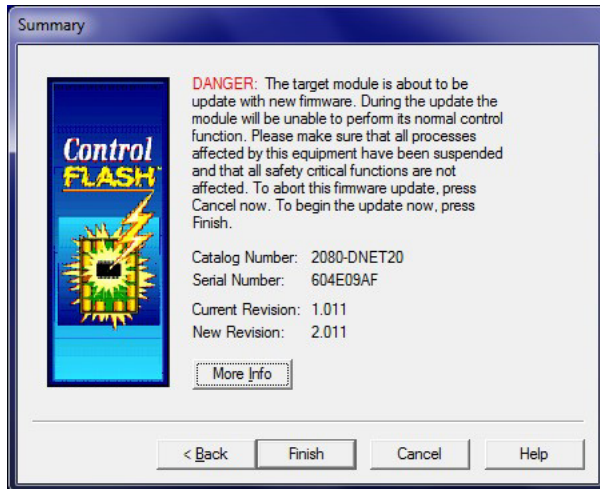 Summary
Control
FLASH
DANGER: The target module is about to be
update with new firmware. During the update the
module will be unable to perform its normal control
function. Please make sure that all processes
affected by this equipment have been suspended
and that all safety critical functions are not
affected. To abort this firmware update, press
Cancel now. To begin the update now, press
Finish.
Catalog Number: 2080-DNET20
Serial Number: 604E09AF
Current Revision: 1.011
New Revision: 2.011
More Info
< Back Finish Cancel Help